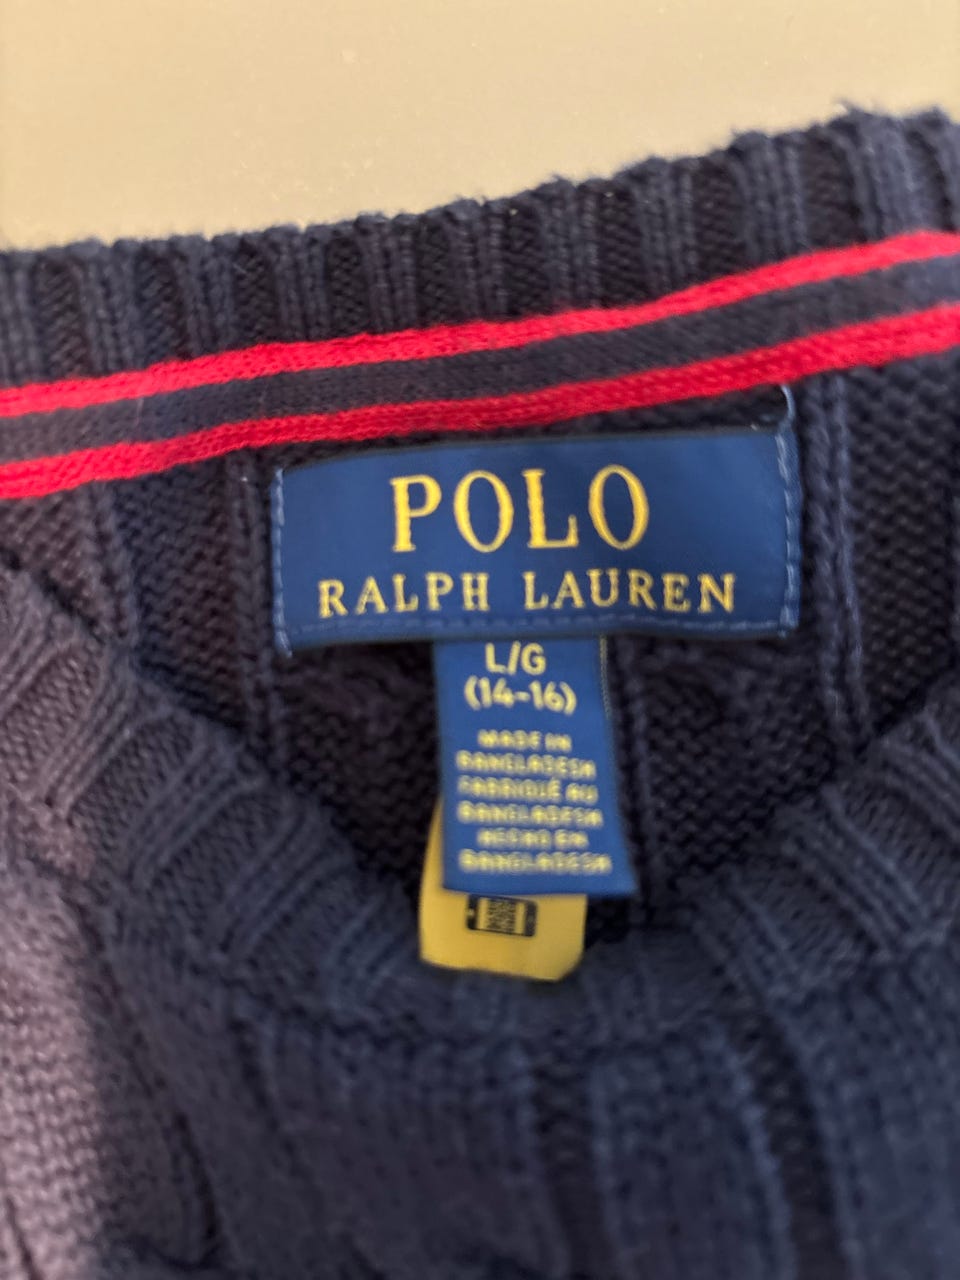 POLO
RALPH LAUREN
L/G
(14-16)
MADE IN
BANGLADESH
FABRIQUÉ AU
BANGLADESH
HECHO EN
BANGLADESH